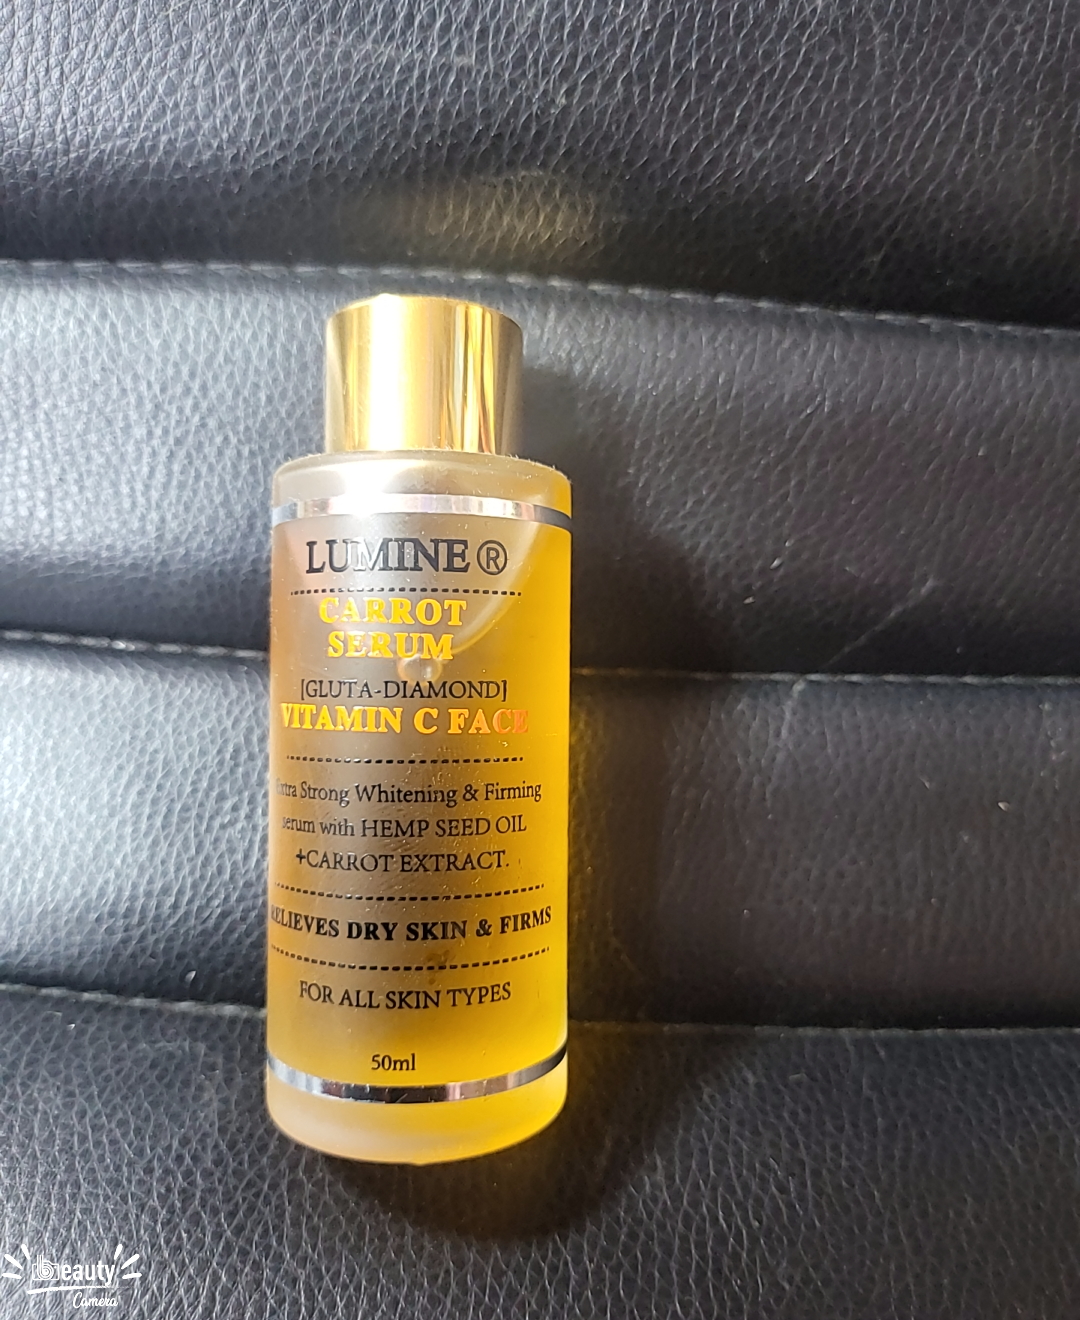 LUMINE®
CARROT
SERUM
[GLUTA-DIAMOND]
VITAMIN C FACE
Extra Strong Whitening & Firming
serum with HEMP SEED OIL
+CARROT EXTRACT.
RELIEVES DRY SKIN & FIRMS
FOR ALL SKIN TYPES
50ml
beauty
Camera